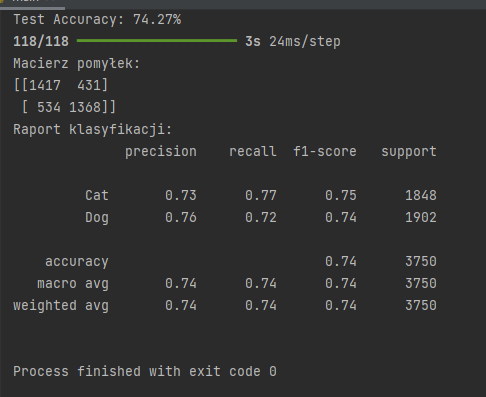 Test Accuracy: 74.27%
118/118 ━━━━━━━━━━━━━━━━━━━━ 3s 24ms/step
Macierz pomyłek:
[[1417  431]
 [ 534 1368]]
Raport klasyfikacji:
              precision    recall  f1-score   support

         Cat       0.73      0.77      0.75      1848
         Dog       0.76      0.72      0.74      1902

    accuracy                           0.74      3750
   macro avg       0.74      0.74      0.74      3750
weighted avg       0.74      0.74      0.74      3750


Process finished with exit code 0